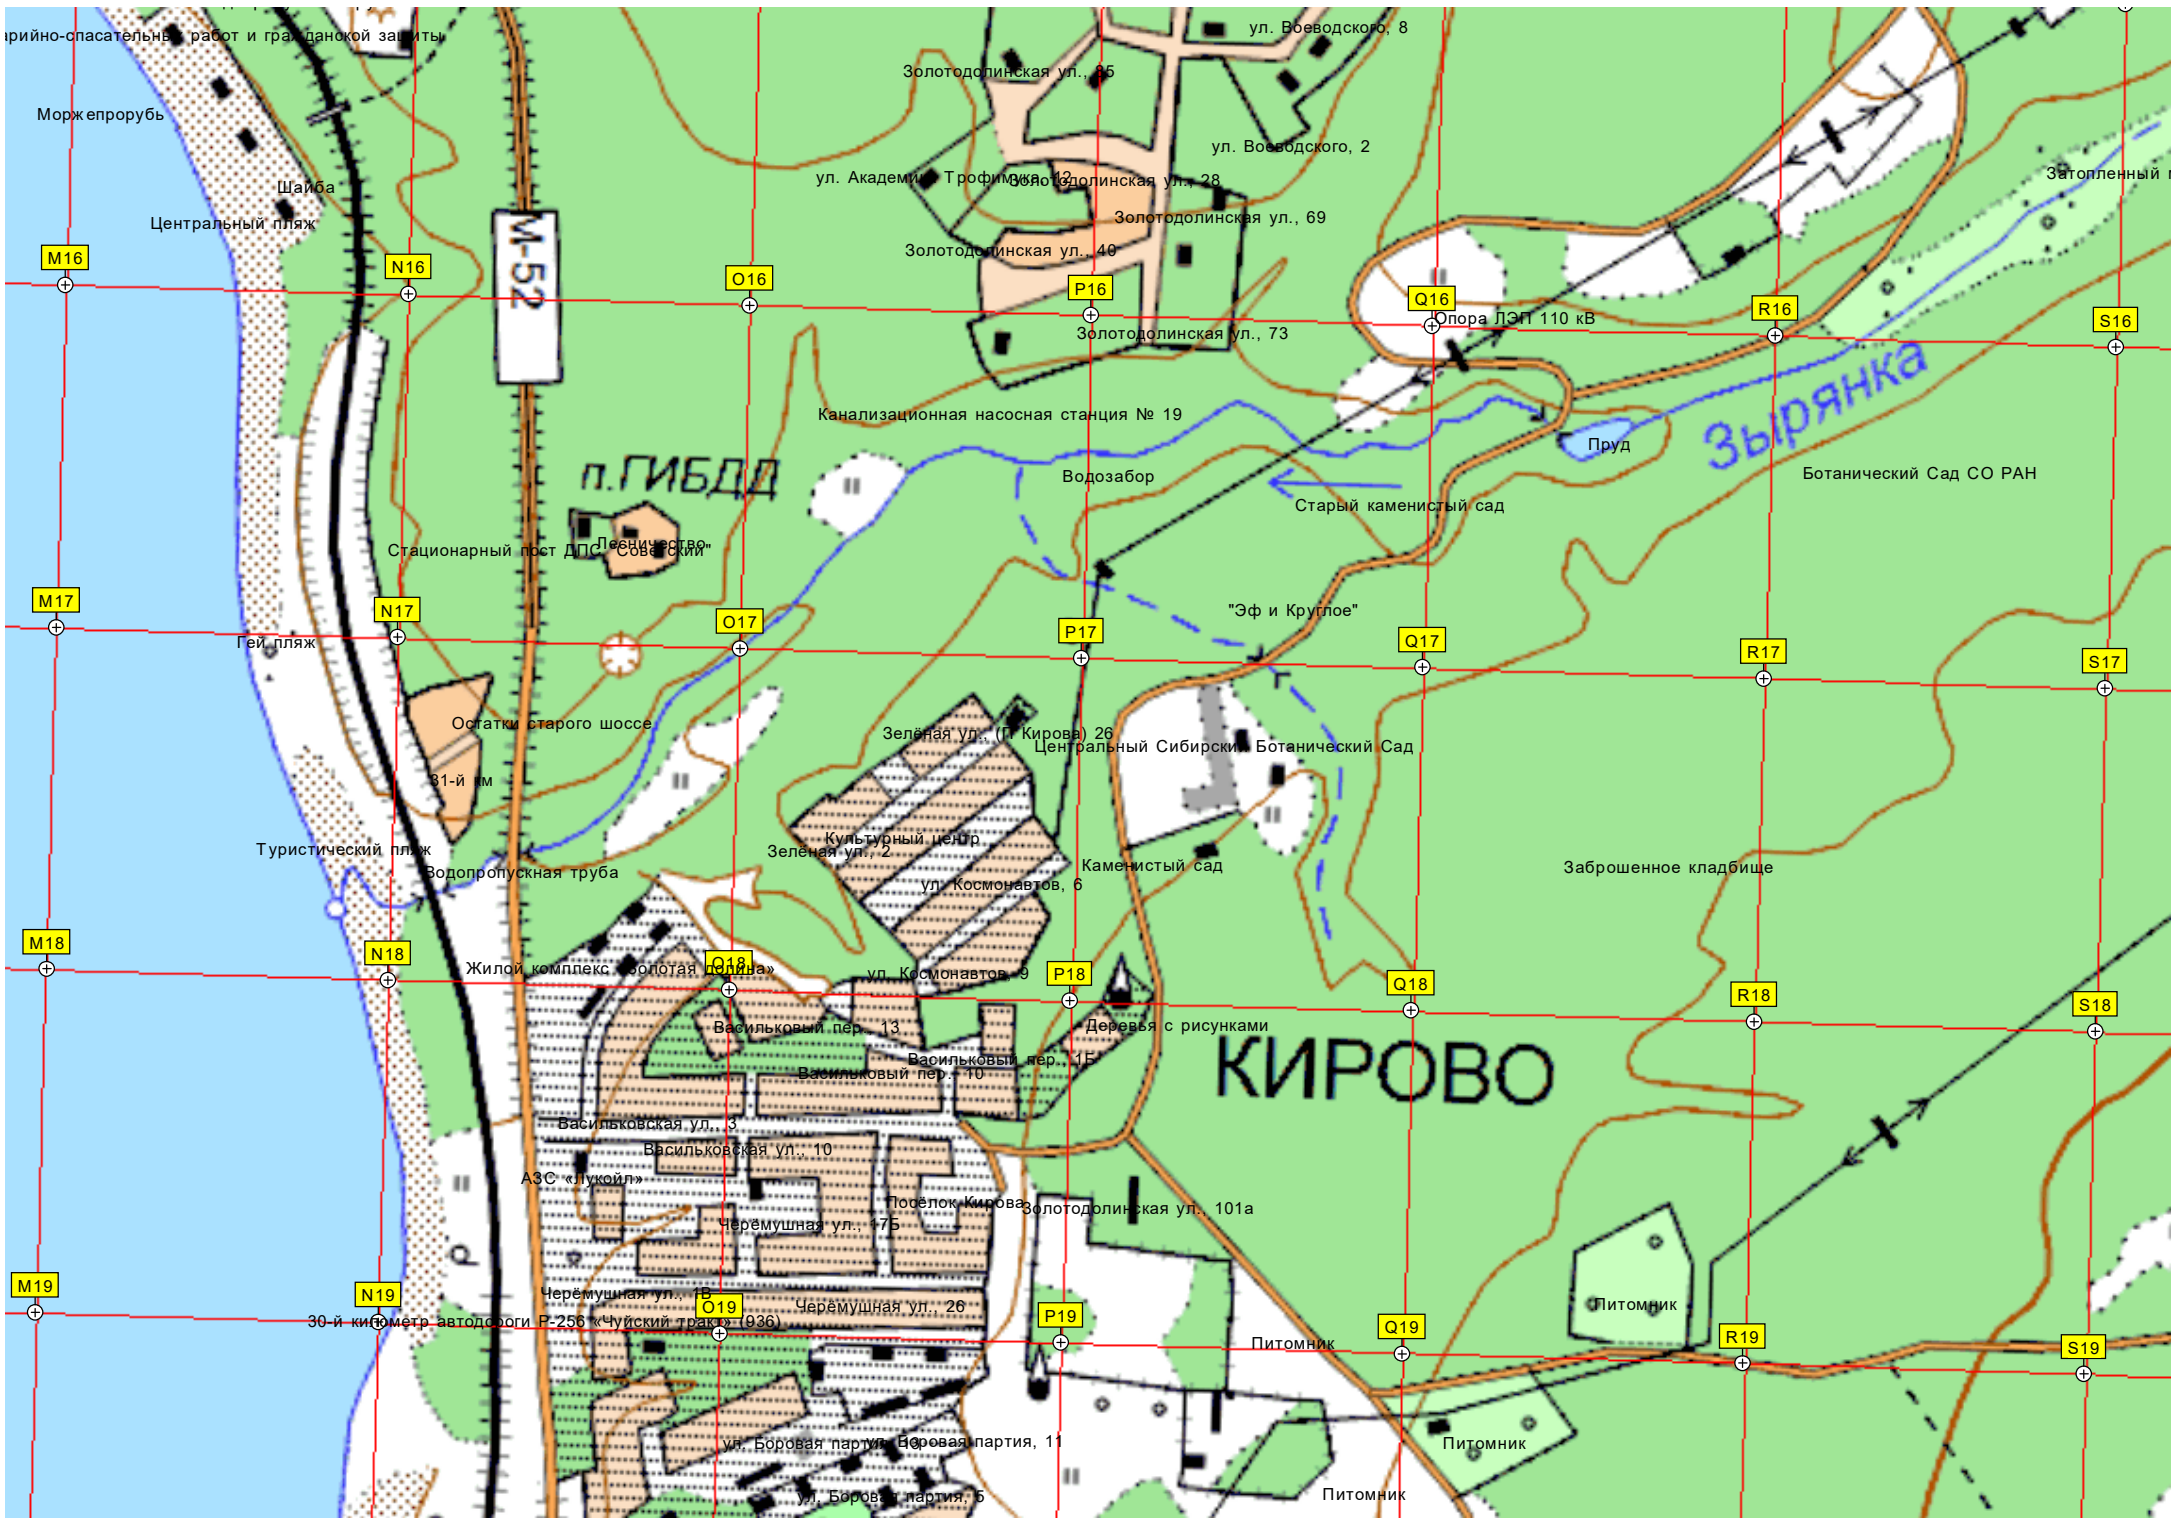 работ и гражданской защиты
ул. Воеводского, 8
Золотодолинская ул., 85
Моржепрорубь
ул. Воеводского, 2
Затопленный
ул. Академика Трофимука, 12
Золотодолинская ул., 28
Шайба
Центральный пляж
Золотодолинская ул., 69
Золотодолинская ул., 40
М-52
M16
N16
O16
P16
Q16
R16
S16
Опора ЛЭП 110 кВ
Золотодолинская ул., 73
Зырянка
Канализационная насосная станция № 19
Пруд
п.ГИБДД
Водозабор
Ботанический Сад СО РАН
Старый каменистый сад
Лесничество
Стационарный пост ДПС "Советский"
M17
N17
O17
P17
Q17
R17
S17
"Эф и Круглое"
Гей пляж
Остатки старого шоссе
Зелёная ул., (П Кирова) 26
Центральный Сибирский Ботанический Сад
31-й км
Культурный центр
Зелёная ул., 2
Туристический пляж
Водопропускная труба
Каменистый сад
Заброшенное кладбище
ул. Космонавтов, 6
M18
N18
O18
P18
Q18
R18
S18
Жилой комплекс «Золотая долина»
ул. Космонавтов, 9
Васильковый пер., 13
Деревья с рисунками
Васильковый пер., 1Б
Васильковый пер., 10
КИРОВО
Васильковская ул., 3
Васильковская ул., 10
АЗС «Лукойл»
Посёлок Кирова
Золотодолинская ул., 101а
Черёмушная ул., 17Б
Черёмушная ул., 1В
Черёмушная ул., 26
Питомник
M19
N19
O19
P19
Q19
R19
S19
30-й километр автодороги Р-256 «Чуйский тракт» (936)
Питомник
ул. Боровая партия, 13
ул. Боровая партия, 11
Питомник
ул. Боровая партия, 5
Питомник